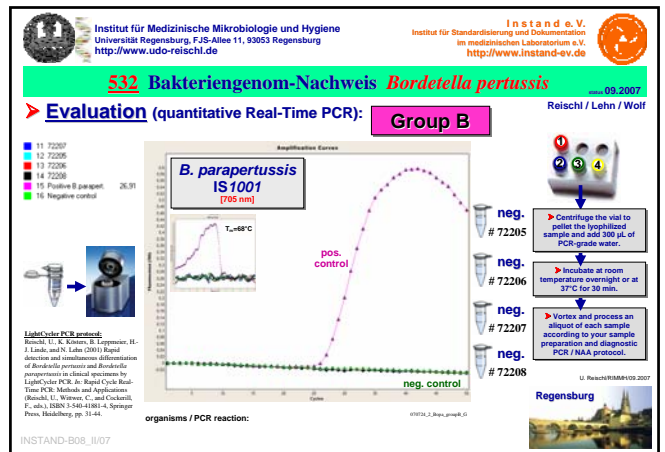 Institut für Medizinische Mikrobiologie und Hygiene
Universität Regensburg, FJS-Allee 11, 93053 Regensburg
http://www.udo-reischl.de
I n s t a n d e. V.
Institut für Standardisierung und Dokumentation
im medizinischen Laboratorium e.V.
http://www.instand-ev.de
532 Bakteriengenom-Nachweis Bordetella pertussis
status 09.2007
Evaluation (quantitative Real-Time PCR):
Group B
Reischl / Lehn / Wolf
11 72207
12 72205
13 72206
14 72208
15 Positive B parapert. 26,91
16 Negative control
Amplification Curves
B. parapertussis
IS1001
[705 nm]
Tm=68°C
pos.
control
neg. control
Cycles
neg.
# 72205
neg.
# 72206
neg.
# 72207
neg.
# 72208
1
2
3
4
Centrifuge the vial to
pellet the lyophilized
sample and add 300 µL of
PCR-grade water.
Incubate at room
temperature overnight or at
37°C for 30 min.
Vortex and process an
aliquot of each sample
according to your sample
preparation and diagnostic
PCR / NAA protocol.
LightCycler PCR protocol:
Reischl, U., K. Kösters, B. Leppmeier, H.-
J. Linde, and N. Lehn (2001) Rapid
detection and simultaneous differentiation
of Bordetella pertussis and Bordetella
parapertussis in clinical specimens by
LightCycler PCR. In: Rapid Cycle Real-
Time PCR: Methods and Applications
(Reischl, U., Wittwer, C., and Cockerill,
F., eds.), ISBN 3-540-41881-4, Springer
Press, Heidelberg, pp. 31-44.
organisms / PCR reaction:
070724_2_Bopa_groupB_G
U. Reischl/RIMMH/09.2007
Regensburg
INSTAND-B08_II/07